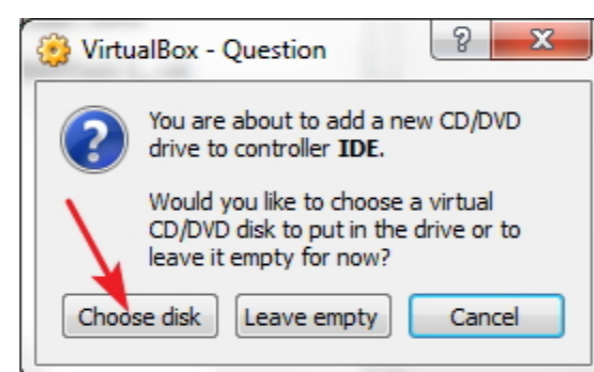 VirtualBox - Question
You are about to add a new CD/DVD
drive to controller IDE.
Would you like to choose a virtual
CD/DVD disk to put in the drive or to
leave it empty for now?
Choose disk Leave empty Cancel